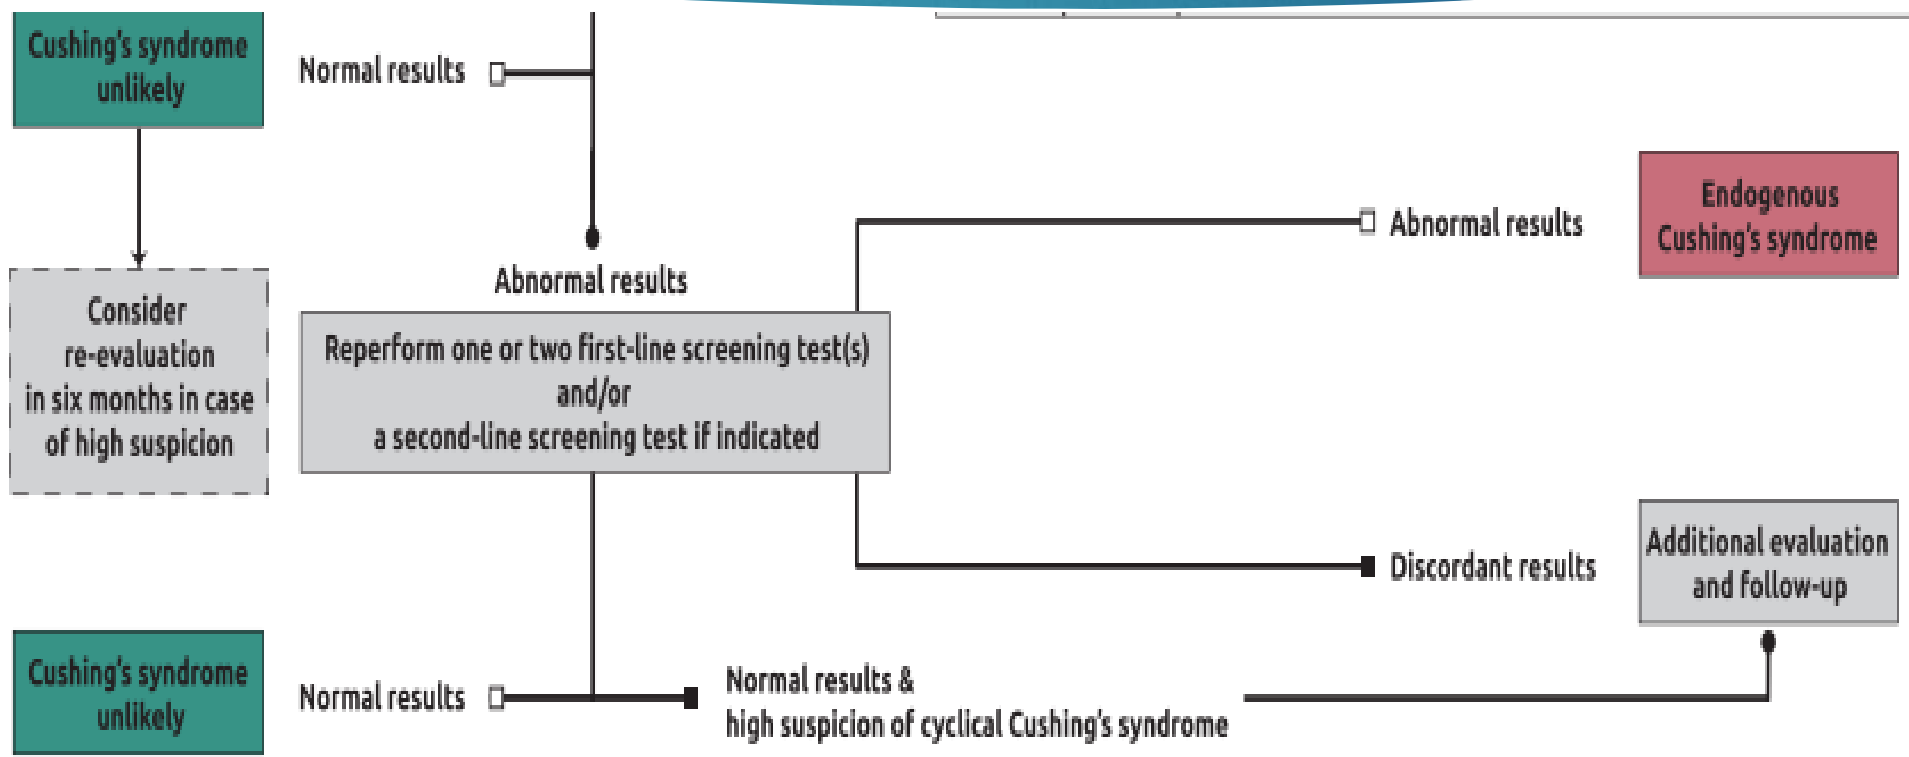 Cushing's syndrome
unlikely
Normal results
Abnormal results
Endogenous
Cushing's syndrome
Abnormal results
Consider
re-evaluation
in six months in case
of high suspicion
Reperform one or two first-line screening test(s)
and/or
a second-line screening test if indicated
Discordant results
Additional evaluation
and follow-up
Cushing's syndrome
unlikely
Normal results
Normal results &
high suspicion of cyclical Cushing's syndrome